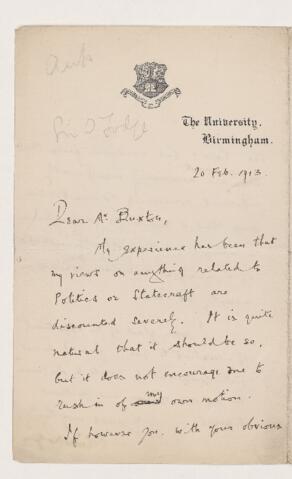 Sir O Lodge
The University,
Birmingham.
20 Feb. 1913.
Dear Mr Buxton,
My experience has been that
my views on anything related to
Politics or Statecraft are
discounted severely. It is quite
natural that it should be so,
but it does not encourage one to
rush in of my own motion.
If however you, with your obvious